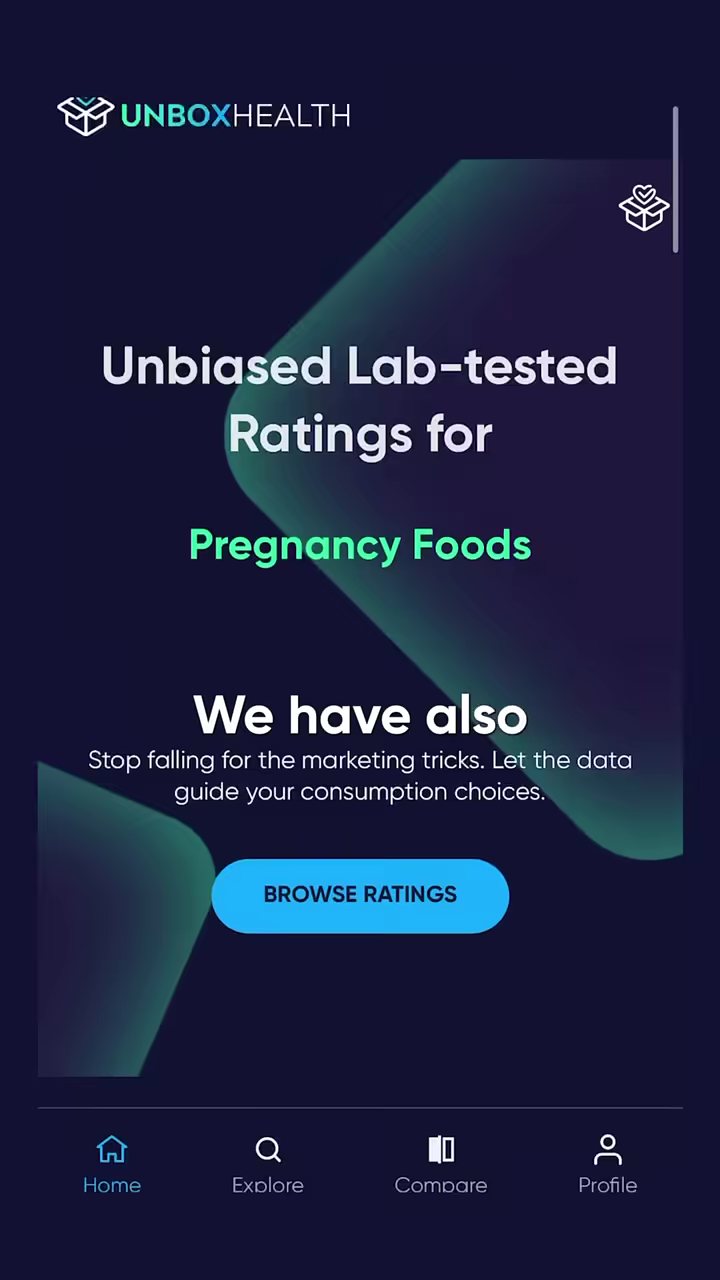 UNBOXHEALTH
Unbiased Lab-tested
Ratings for
Pregnancy Foods
We have also
Stop falling for the marketing tricks. Let the data
guide your consumption choices.
BROWSE RATINGS
Home Explore Compare Profile